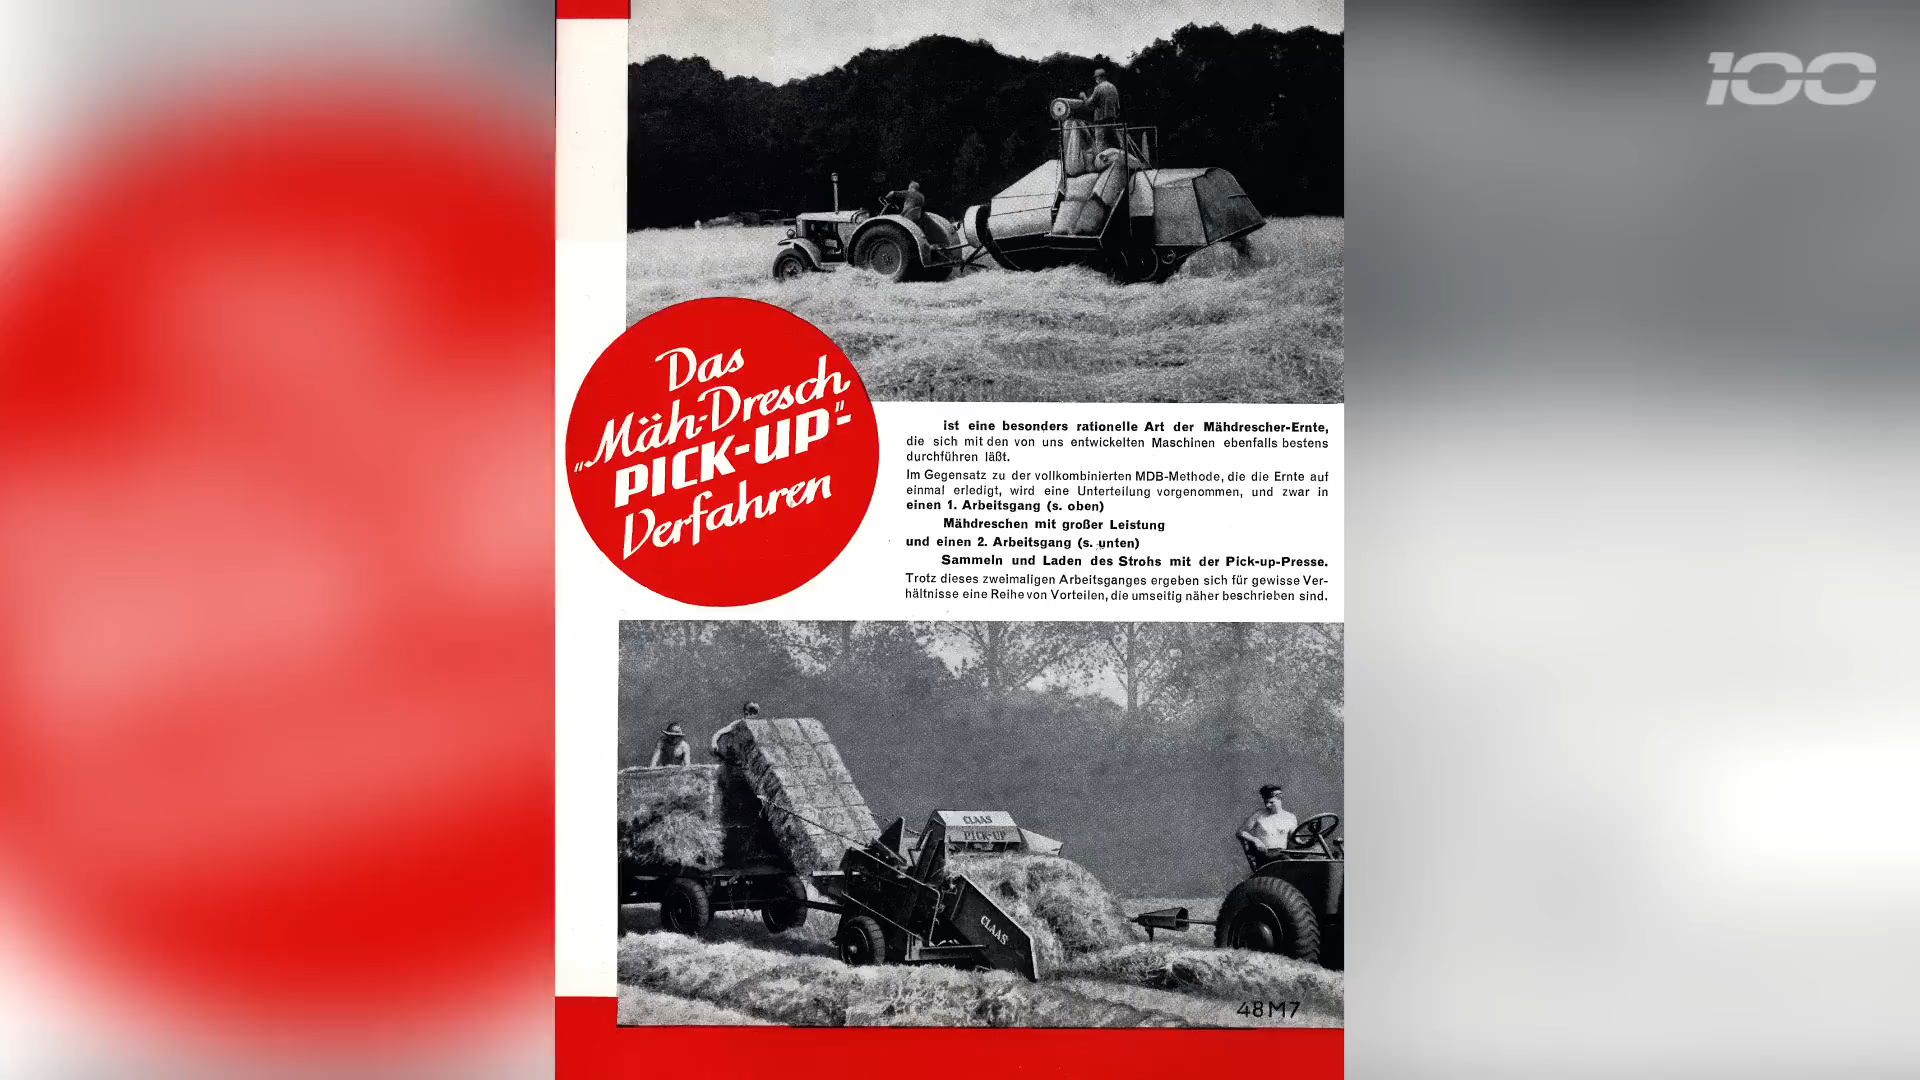 100
Das
„Mäh-Dresch
PICK-UP"-
Verfahren
ist eine besonders rationelle Art der Mähdrescher-Ernte,
die sich mit den von uns entwickelten Maschinen ebenfalls bestens
durchführen läßt.
Im Gegensatz zu der vollkombinierten MDB-Methode, die die Ernte auf
einmal erledigt, wird eine Unterteilung vorgenommen, und zwar in
einen 1. Arbeitsgang (s. oben)
Mähdreschen mit großer Leistung
und einen 2. Arbeitsgang (s. unten)
Sammeln und Laden des Strohs mit der Pick-up-Presse.
Trotz dieses zweimaligen Arbeitsganges ergeben sich für gewisse Ver-
hältnisse eine Reihe von Vorteilen, die umseitig näher beschrieben sind.
CLAAS
PICK-UP
CLAAS
48M7